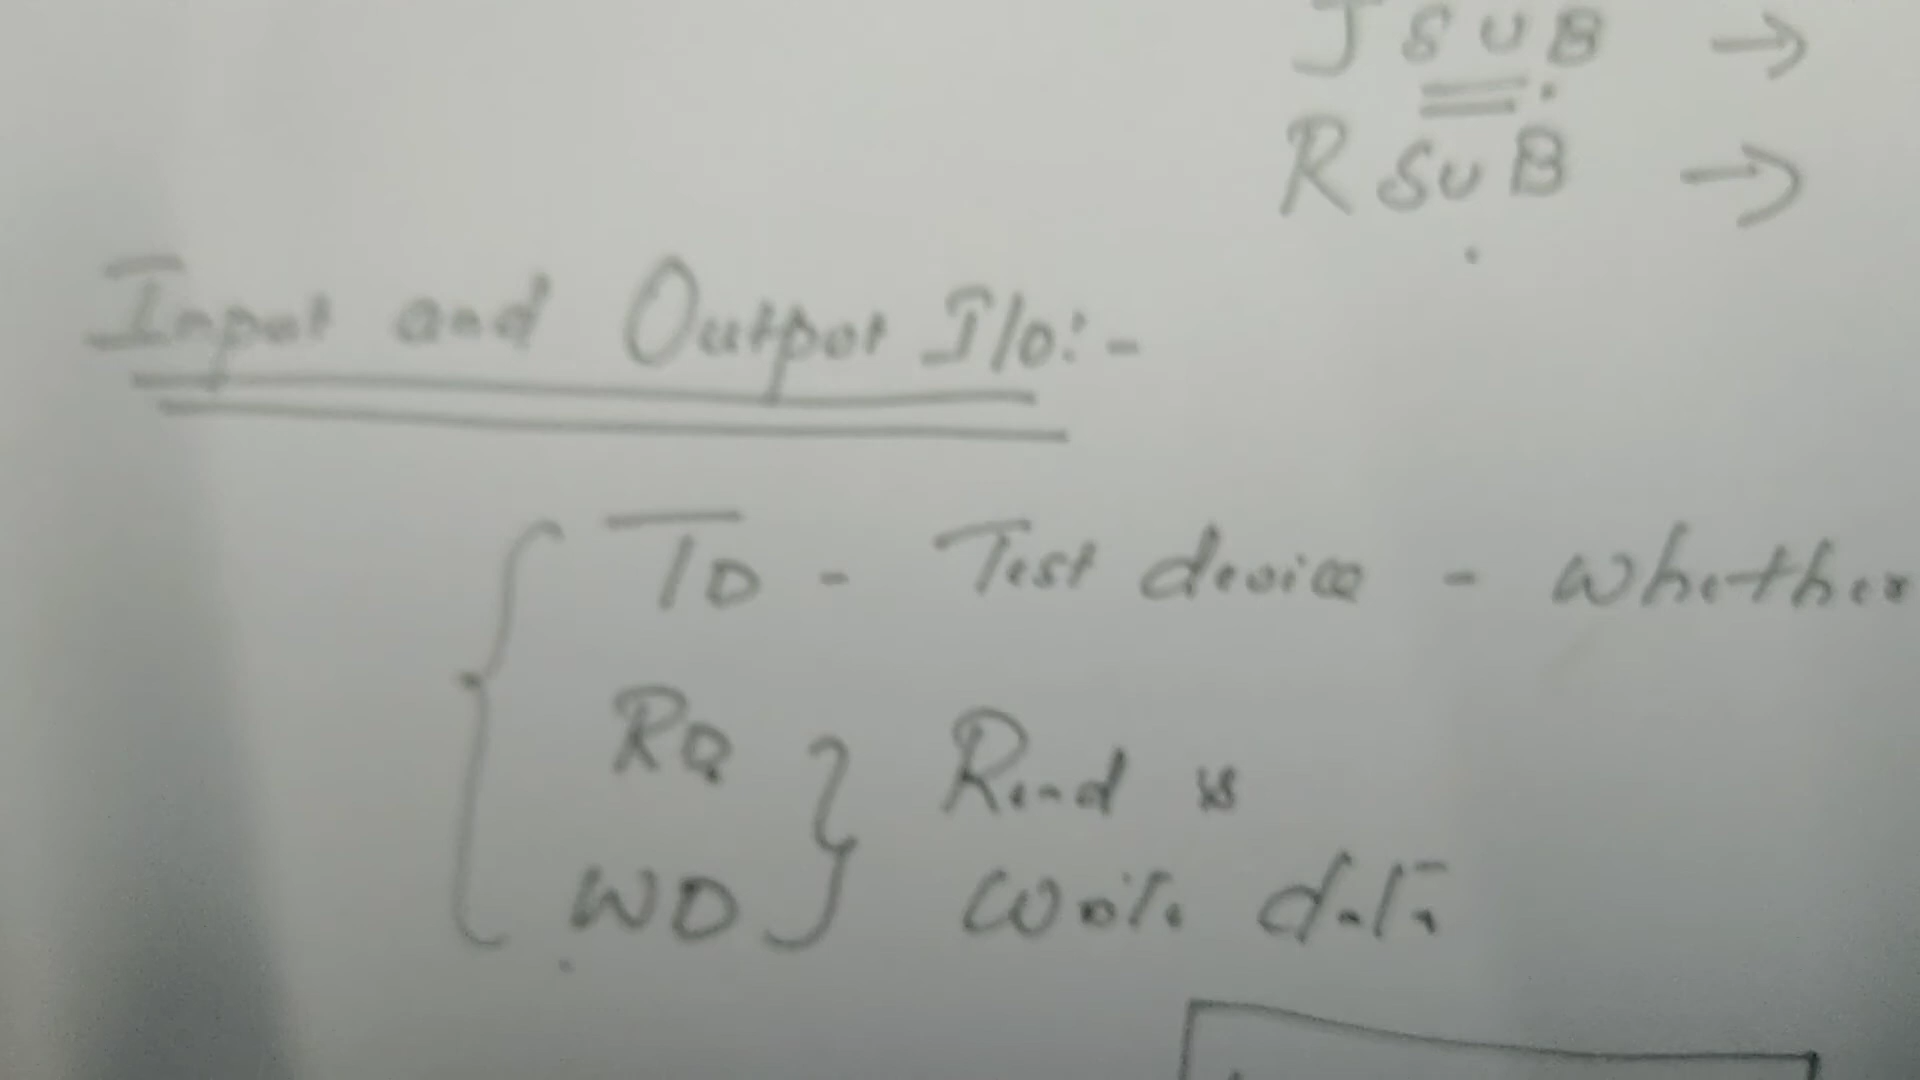 JSUB →
RSUB →
Input and Output I/O:-
TD - Test device - whether
RD } Read &
WD } Write data